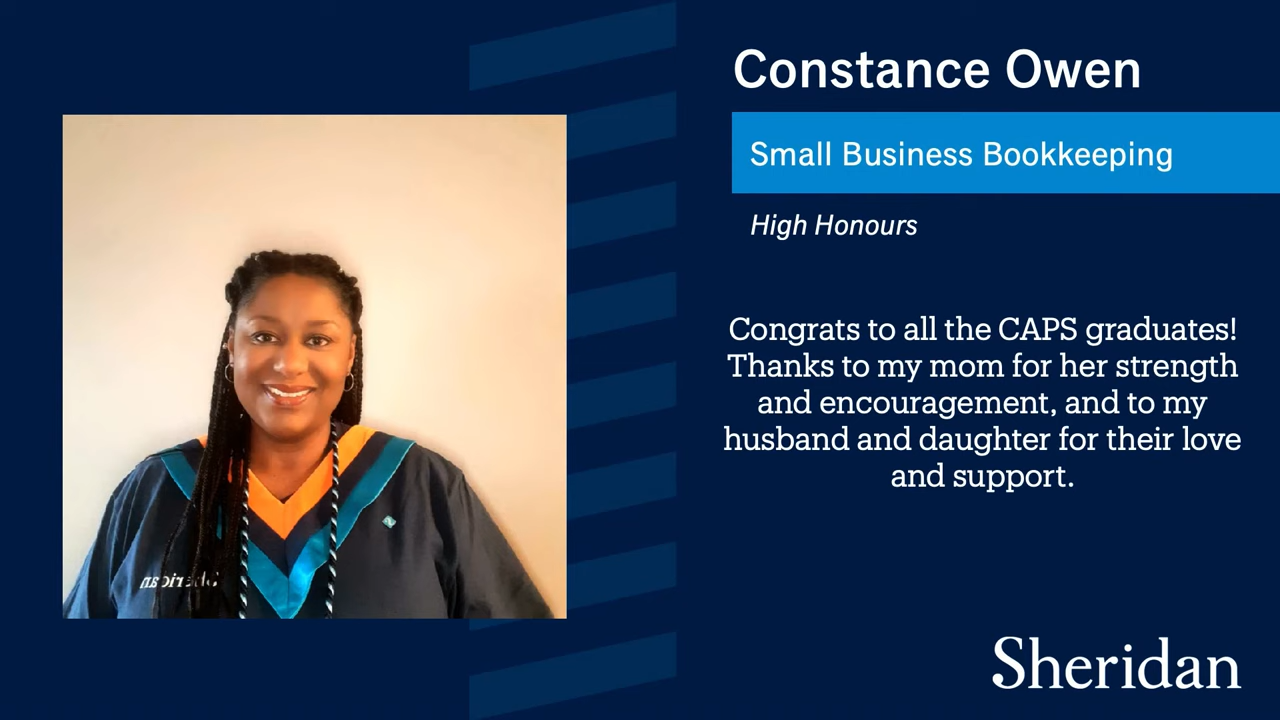 Constance Owen
Small Business Bookkeeping
High Honours
Congrats to all the CAPS graduates!
Thanks to my mom for her strength
and encouragement, and to my
husband and daughter for their love
and support.
Sheridan